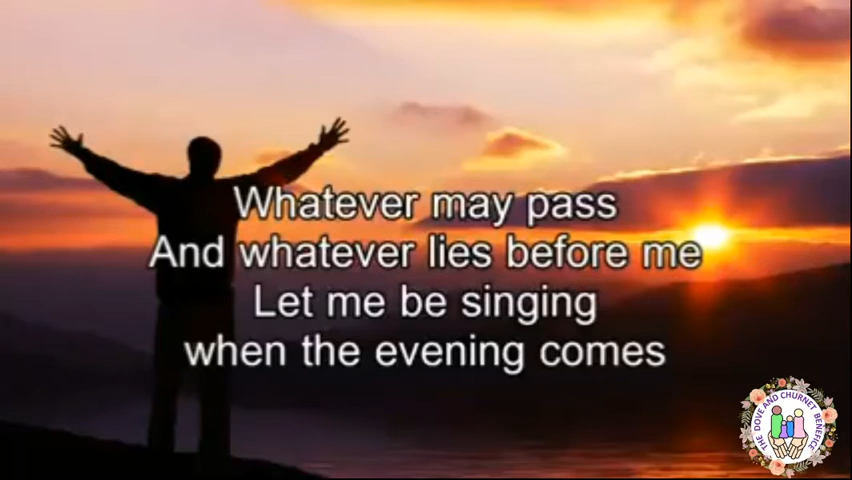 Whatever may pass
And whatever lies before me
Let me be singing
when the evening comes
THE DOVE AND CHURNET BENEFICE